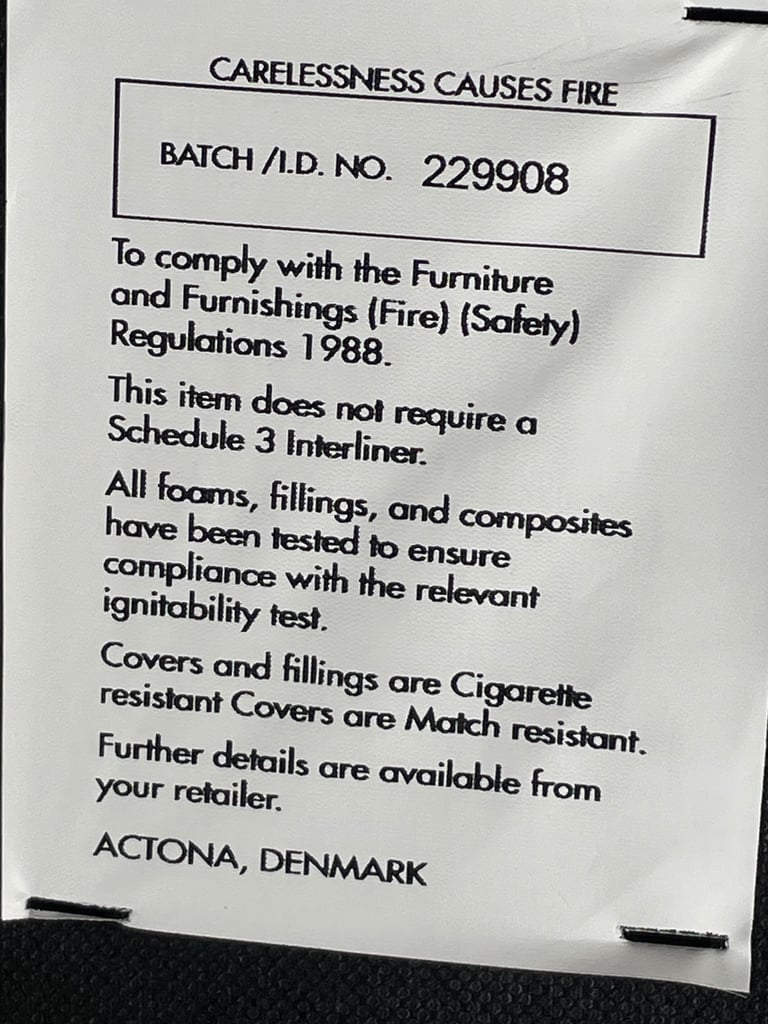 CARELESSNESS CAUSES FIRE
BATCH /I.D. NO. 229908
To comply with the Furniture
and Furnishings (Fire) (Safety)
Regulations 1988.
This item does not require a
Schedule 3 Interliner.
All foams, fillings, and composites
have been tested to ensure
compliance with the relevant
ignitability test.
Covers and fillings are Cigarette
resistant Covers are Match resistant.
Further details are available from
your retailer.
ACTONA, DENMARK